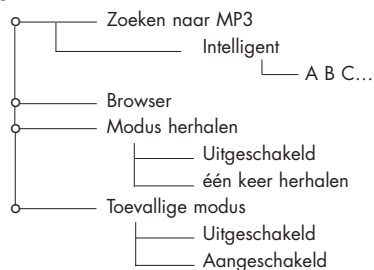 Zoeken naar MP3
Intelligent
A B C...
Browser
Modus herhalen
Uitgeschakeld
één keer herhalen
Toevallige modus
Uitgeschakeld
Aangeschakeld